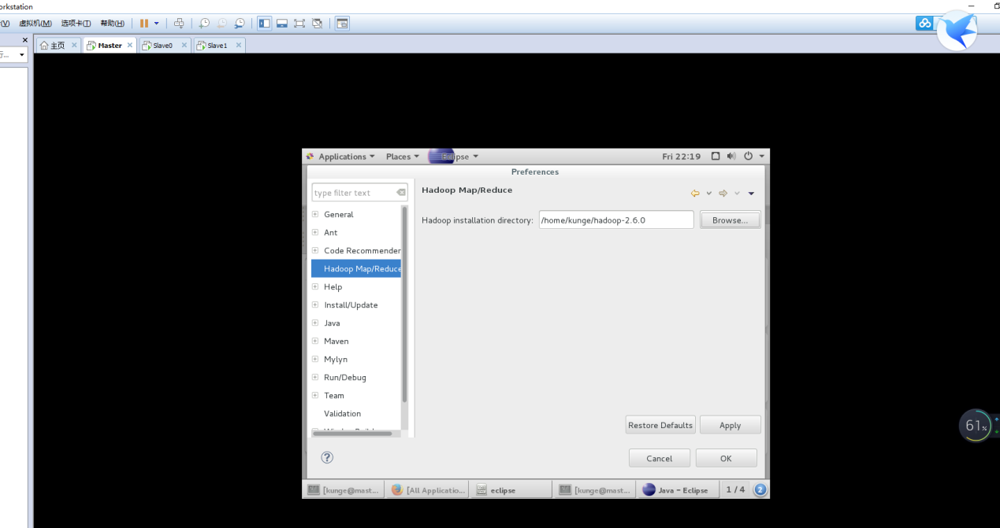 orkstation
(V) 虚拟机(M) 选项卡(T) 帮助(H)
主页 Master Slave0 Slave1
行...
Applications Places Eclipse Fri 22:19
Preferences
type filter text
Hadoop Map/Reduce
Hadoop installation directory: /home/kunge/hadoop-2.6.0 Browse...
General
Ant
Code Recommender
Hadoop Map/Reduce
Help
Install/Update
Java
Maven
Mylyn
Run/Debug
Team
Validation
Restore Defaults Apply
? Cancel OK
[kunge@mast... [All Applicatio... eclipse [kunge@mast... Java - Eclipse 1 / 4 2
61%